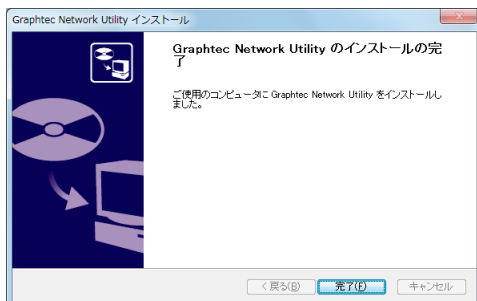 Graphtec Network Utility インストール
Graphtec Network Utility のインストールの完
了
ご使用のコンピュータに Graphtec Network Utility をインストールし
ました。
< 戻る(B)
完了(F)
キャンセル